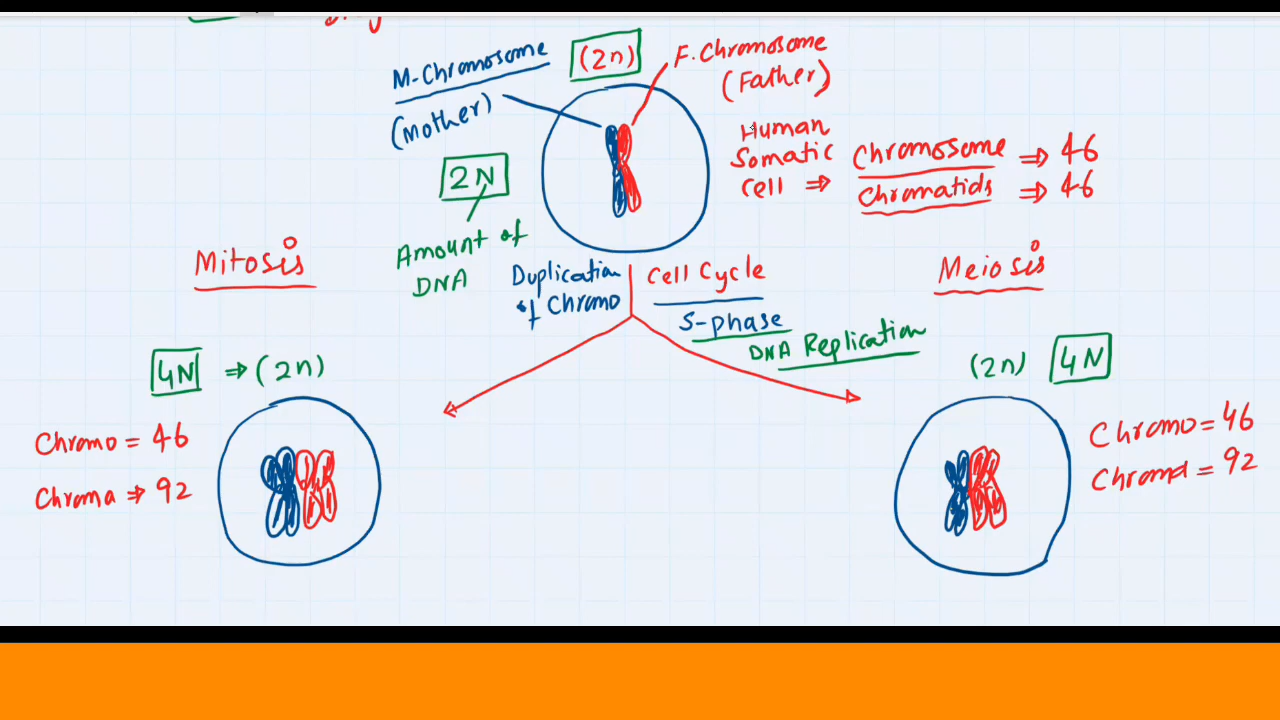 (2n)
M-Chromosome
(Mother)
F.Chromosome
(Father)
Human
Somatic
Cell ⇒
Chromosome ⇒ 46
Chromatids ⇒ 46
2N
Amount of
DNA
Mitosis
Duplication
of Chromo
Cell Cycle
S-phase
DNA Replication
Meiosis
4N ⇒ (2n)
Chromo = 46
Chroma ⇒ 92
(2n) 4N
Chromo = 46
Chroma = 92